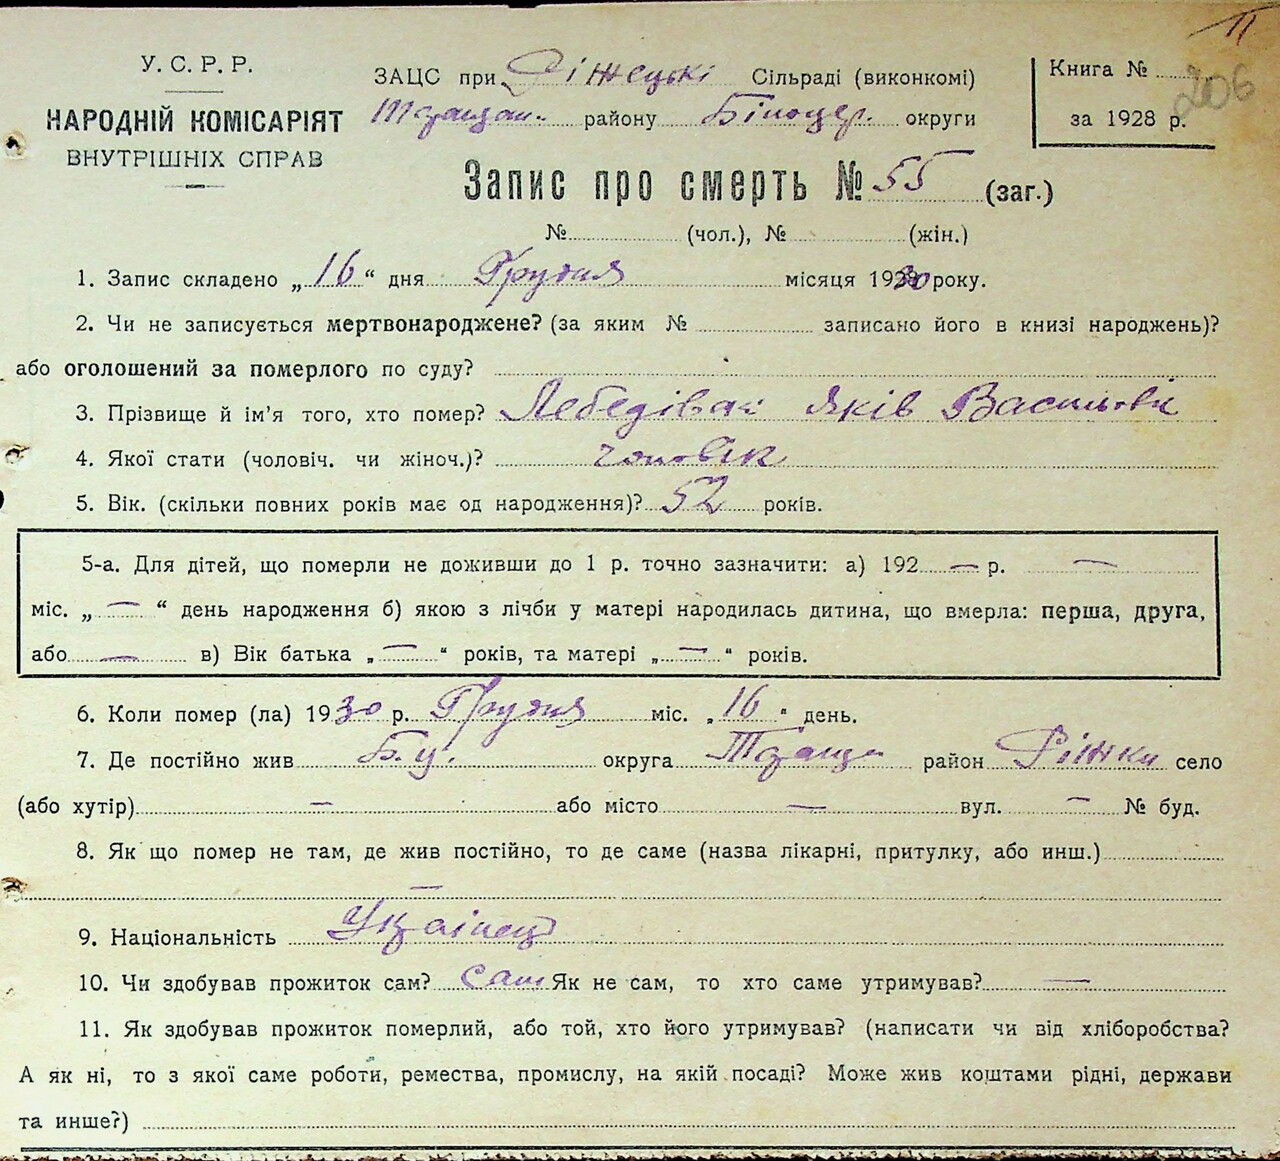 11
У. С. Р. Р.
НАРОДНІЙ КОМІСАРІЯТ
ВНУТРІШНІХ СПРАВ
ЗАЦС при Ріжецькі Сільраді (виконкомі)
Таращан. району Білоцер. округи
Книга № 206
за 1928 р.
Запис про смерть № 55 (заг.)
№ (чол.), № (жін.)
1. Запис складено „16“ дня Грудня місяця 1930 року.
2. Чи не записується мертвонароджене? (за яким № записано його в книзі народжень)?
або оголошений за померлого по суду?
3. Прізвище й ім'я того, хто помер? Яків
4. Якої стати (чоловіч. чи жіноч.)? чоловік
5. Вік. (скільки повних років має од народження)? 52 років.
5-а. Для дітей, що померли не доживши до 1 р. точно зазначити: а) 192 — р. —
міс. „ — “ день народження б) якою з лічби у матері народилась дитина, що вмерла: перша, друга,
або — в) Вік батька „ — “ років, та матері „ — “ років.
6. Коли помер (ла) 1930 р. Грудня міс. „16“ день.
7. Де постійно жив Б.Ц. округа Тараща район Ріжки село
(або хутір) — або місто — вул. — № буд.
8. Як що помер не там, де жив постійно, то де саме (назва лікарні, притулку, або инш.)
—
9. Національність Українец
10. Чи здобував прожиток сам? сам Як не сам, то хто саме утримував? —
11. Як здобував прожиток померлий, або той, хто його утримував? (написати чи від хліборобства?
А як ні, то з якої саме роботи, ремества, промислу, на якій посаді? Може жив коштами рідні, держави
та инше?)